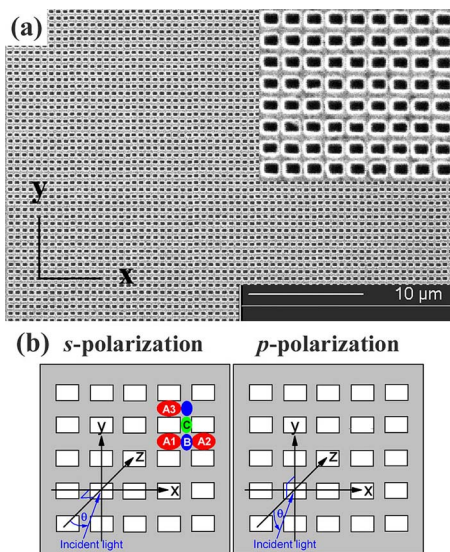 (a)
y
x
10 μm
(b) s-polarization p-polarization
A3
C
A1 B A2
y
z
x
θ
Incident light
y
z
x
θ
Incident light